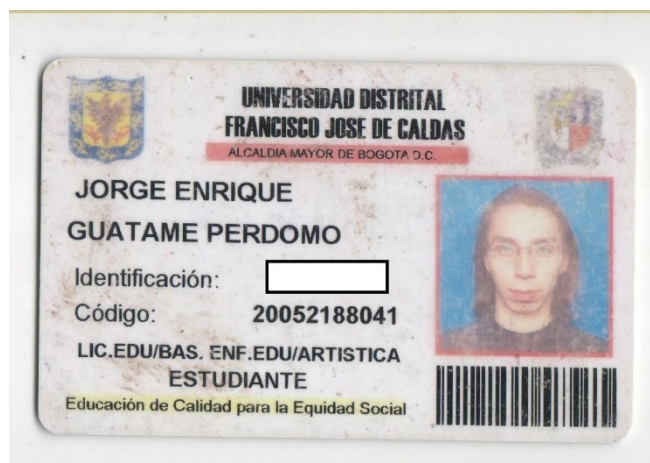 UNIVERSIDAD DISTRITAL
FRANCISCO JOSE DE CALDAS
ALCALDIA MAYOR DE BOGOTA D.C.
JORGE ENRIQUE
GUATAME PERDOMO
Identificación:
Código: 20052188041
LIC.EDU/BAS. ENF.EDU/ARTISTICA
ESTUDIANTE
Educación de Calidad para la Equidad Social